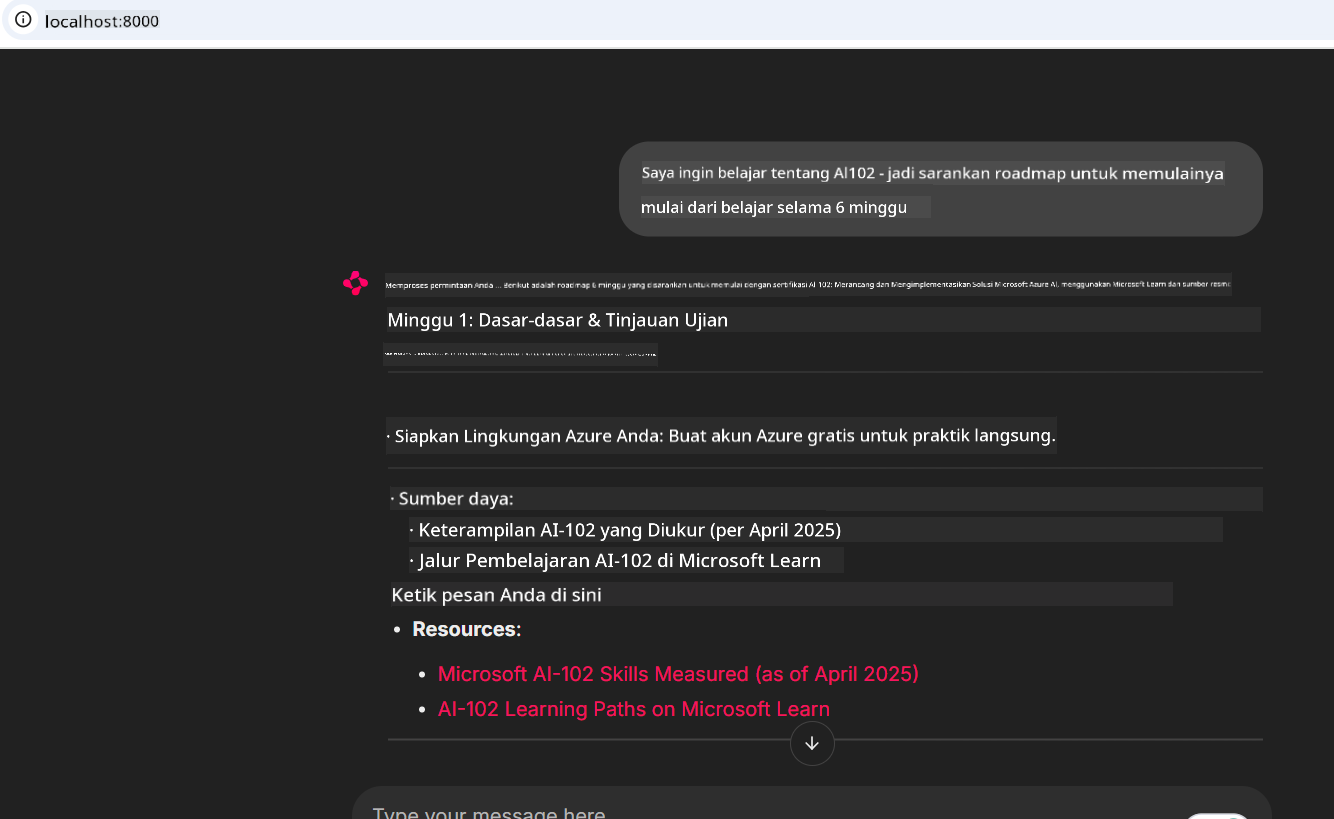 localhost:8000
Saya ingin belajar tentang AI102 - jadi sarankan roadmap untuk memulainya
mulai dari belajar selama 6 minggu
Memproses permintaan Anda ... Berikut adalah roadmap 6 minggu yang disarankan untuk memulai dengan sertifikasi AI 102: Merancang dan Mengimplementasikan Solusi Microsoft Azure AI, menggunakan Microsoft Learn dan sumber resmi:
Minggu 1: Dasar-dasar & Tinjauan Ujian
· Siapkan Lingkungan Azure Anda: Buat akun Azure gratis untuk praktik langsung.
· Sumber daya:
· Keterampilan AI-102 yang Diukur (per April 2025)
· Jalur Pembelajaran AI-102 di Microsoft Learn
Ketik pesan Anda di sini
• Resources:
• Microsoft AI-102 Skills Measured (as of April 2025)
• AI-102 Learning Paths on Microsoft Learn
Type your message here